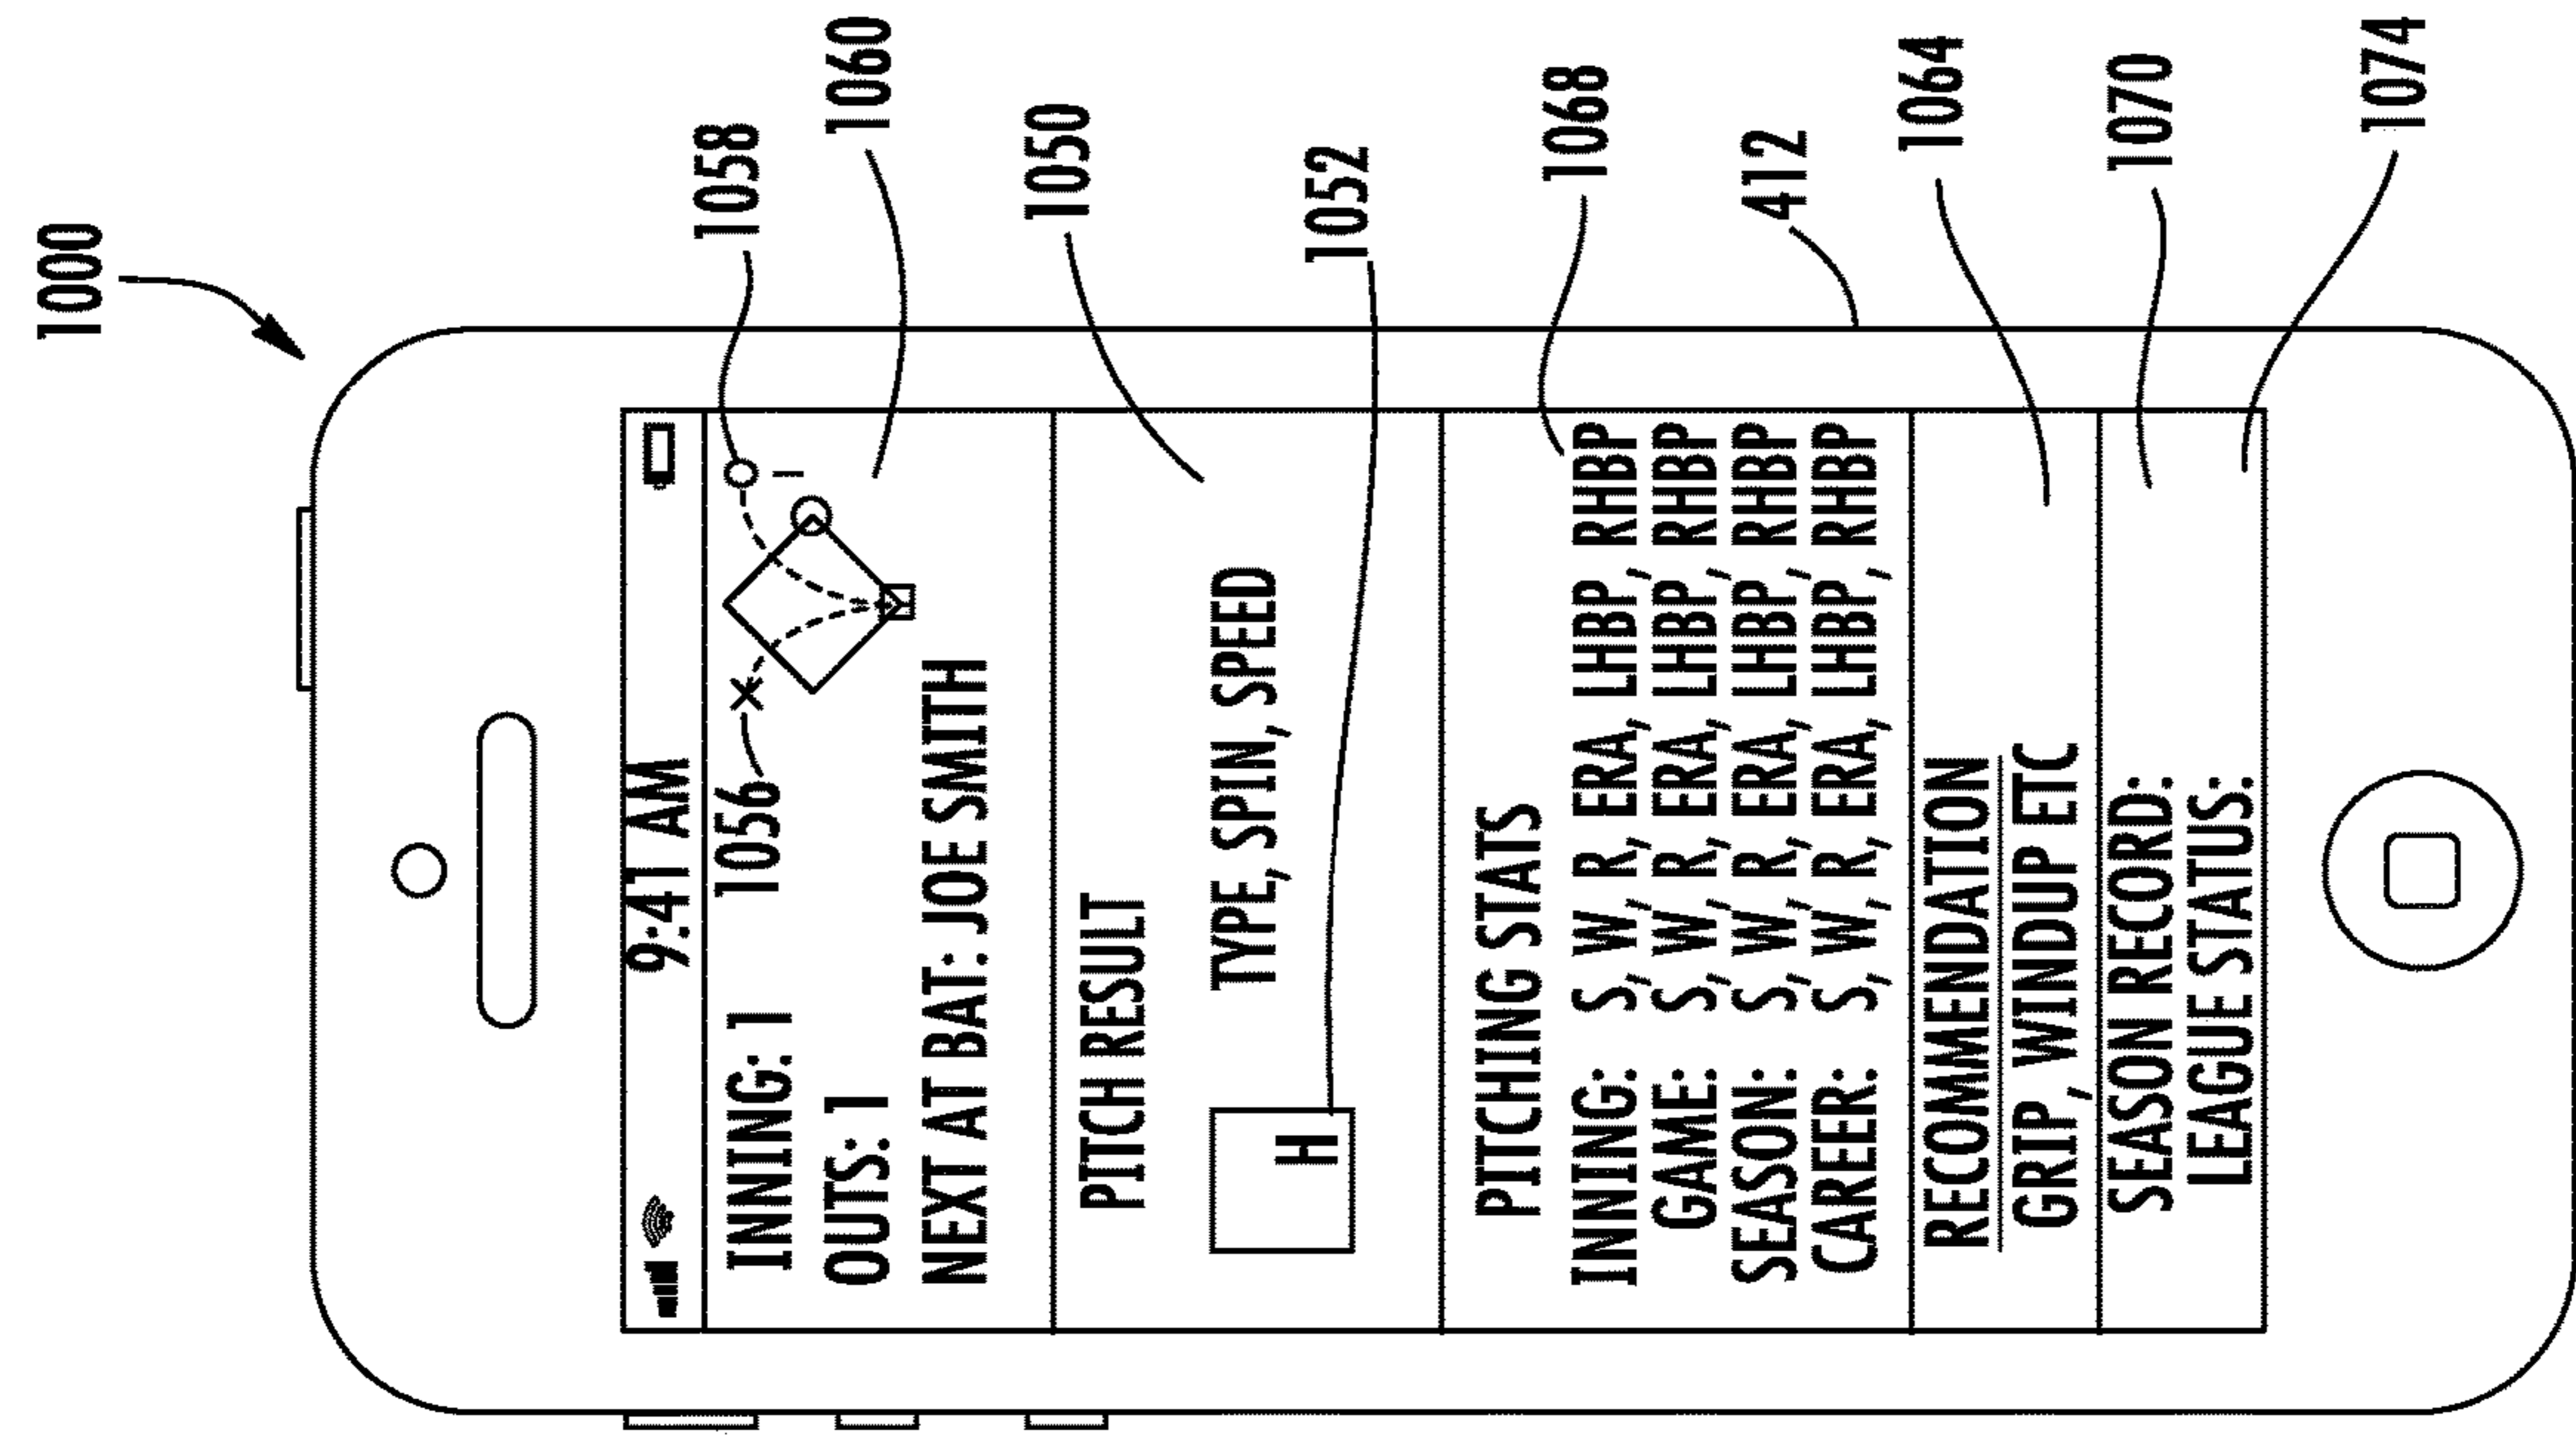 1000
9:41 AM
INNING: 1
1056
1058
1
OUTS: 1
1060
NEXT AT BAT: JOE SMITH
PITCH RESULT
1050
TYPE, SPIN, SPEED
H
1052
PITCHING STATS
1068
INNING: S, W, R, ERA, LHBP, RHBP
GAME: S, W, R, ERA, LHBP, RHBP
SEASON: S, W, R, ERA, LHBP, RHBP
CAREER: S, W, R, ERA, LHBP, RHBP
412
RECOMMENDATION
1064
GRIP, WINDUP ETC
SEASON RECORD:
1070
LEAGUE STATUS:
1074